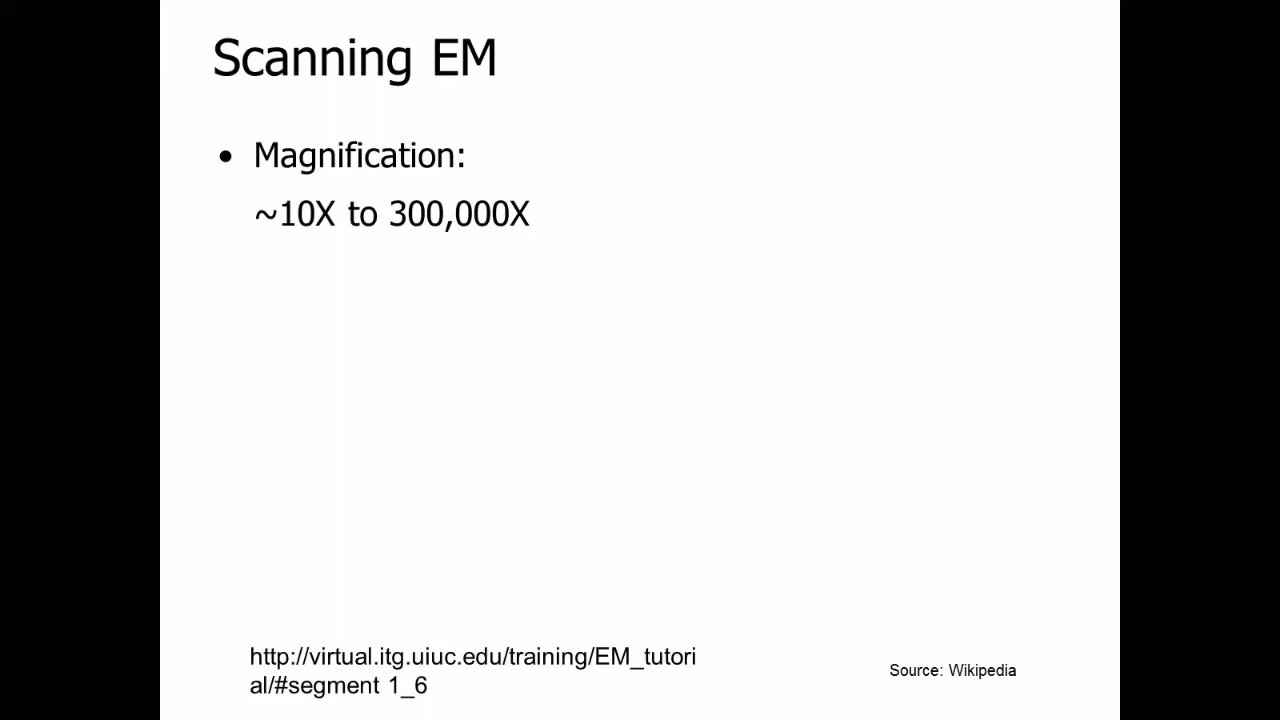 Scanning EM
• Magnification:
~10X to 300,000X
http://virtual.itg.uiuc.edu/training/EM_tutori
al/#segment 1_6
Source: Wikipedia